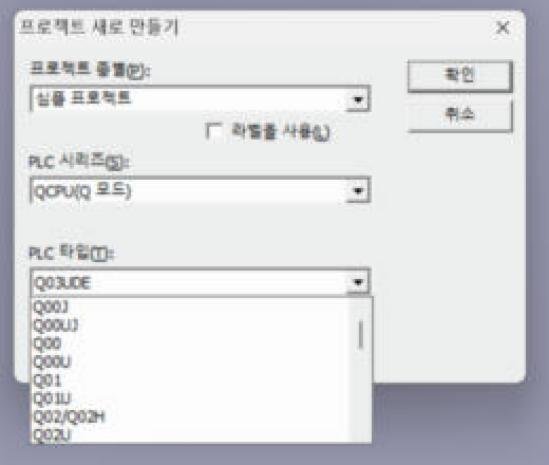 프로젝트 새로 만들기
프로젝트 종별(P):
심플 프로젝트
확인
취소
라벨을 사용(L)
PLC 시리즈(S):
QCPU(Q 모드)
PLC 타입(T):
Q03UDE
Q00J
Q00UJ
Q00
Q00U
Q01
Q01U
Q02/Q02H
Q02U